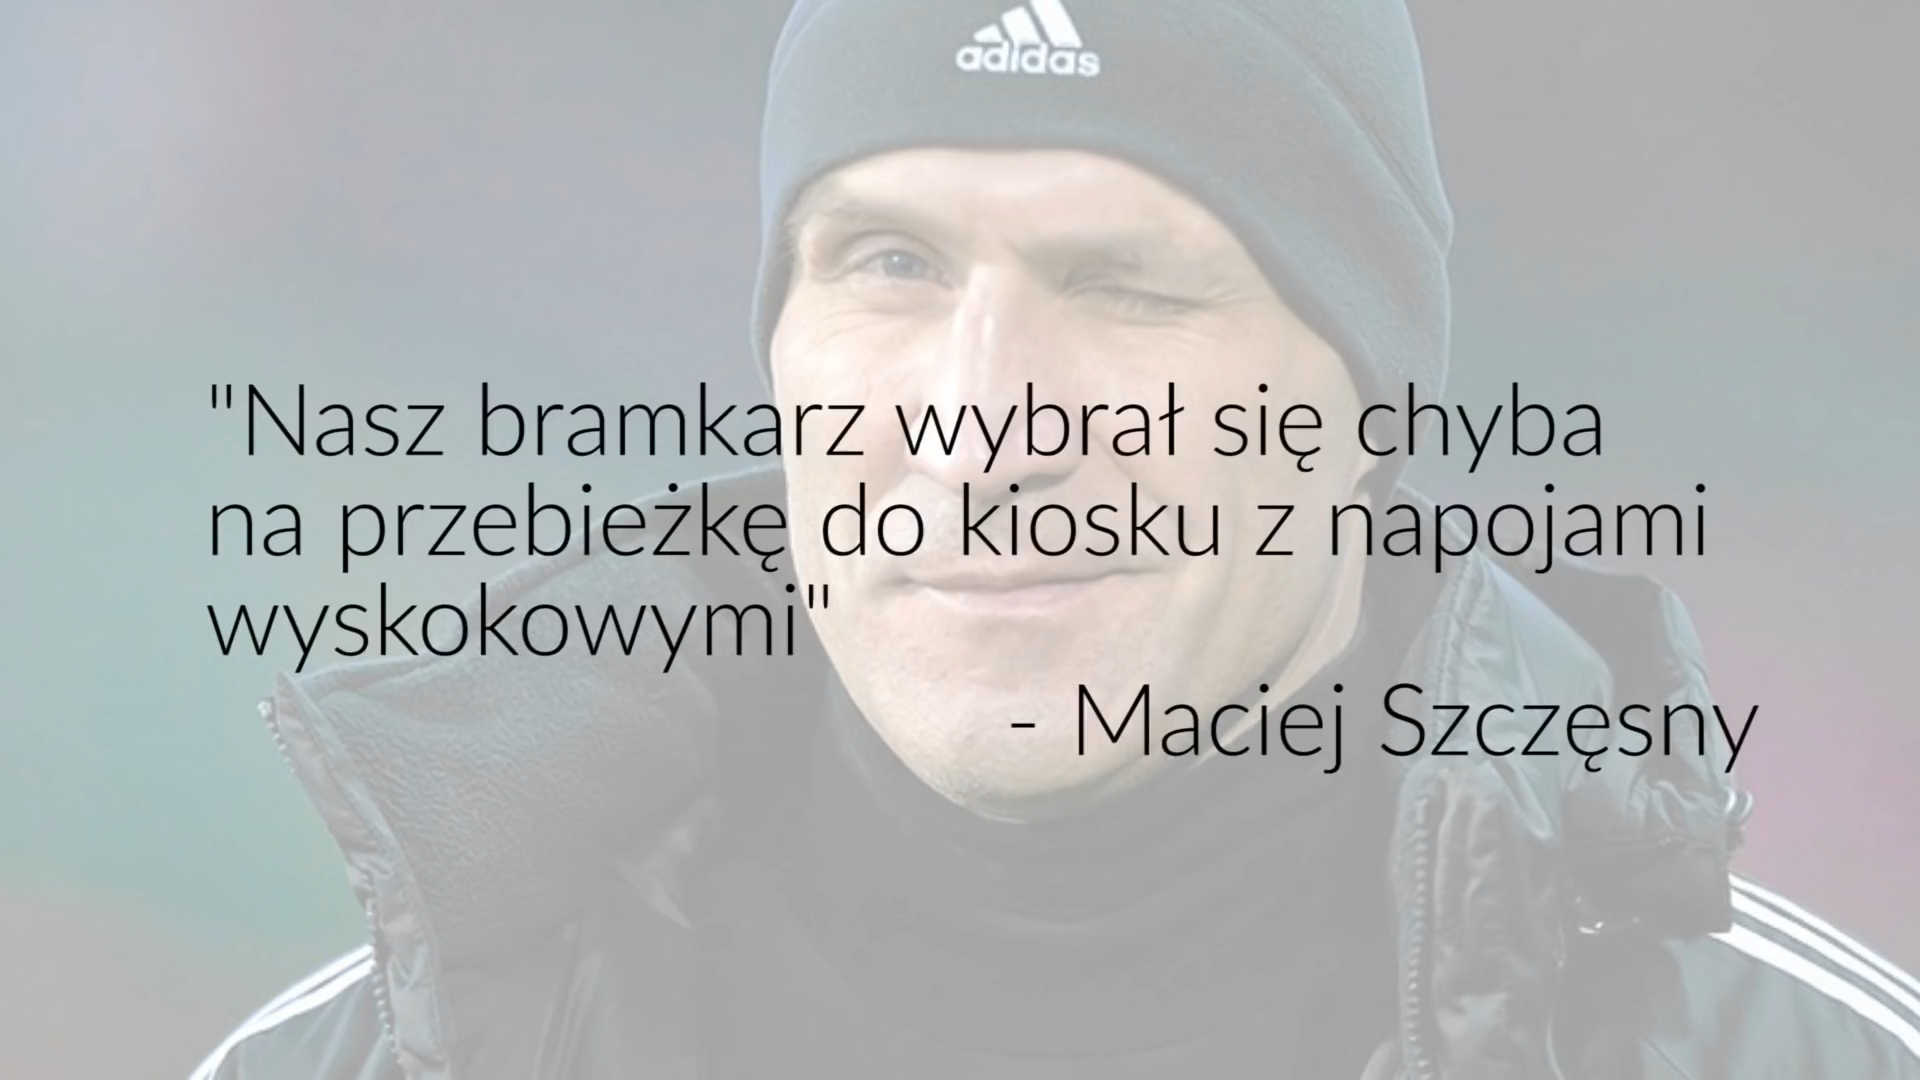 adidas
"Nasz bramkarz wybrał się chyba
na przebieżkę do kiosku z napojami
wyskokowymi"
- Maciej Szczęsny